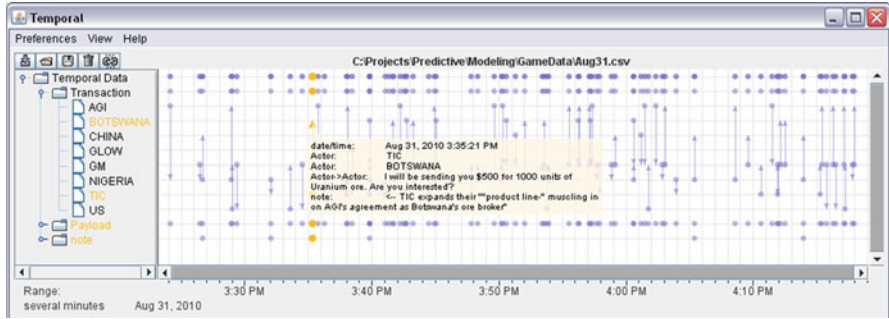 Temporal
Preferences View Help
C:\Projects\Predictive\Modeling\GameData\Aug31.csv
Temporal Data
Transaction
AGI
BOTSWANA
CHINA
GLOW
GM
NIGERIA
TIC
US
Payload
note
date/time: Aug 31, 2010 3:35:21 PM
Actor: TIC
Actor: BOTSWANA
Actor->Actor: I will be sending you $500 for 1000 units of
Uranium ore. Are you interested?
note: <-- TIC expands their ""product line-" muscling in
on AGI's agreement as Botswana's ore broker"
3:30 PM 3:40 PM 3:50 PM 4:00 PM 4:10 PM
Range:
several minutes Aug 31, 2010